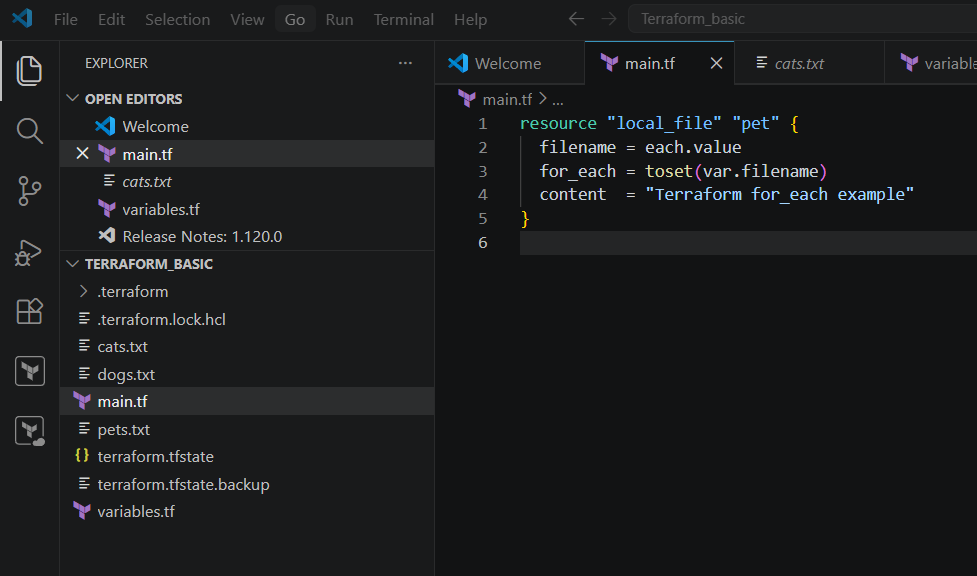 File Edit Selection View Go Run Terminal Help
Terraform_basic
EXPLORER
OPEN EDITORS
Welcome
main.tf
cats.txt
variables.tf
Release Notes: 1.120.0
TERRAFORM_BASIC
.terraform
.terraform.lock.hcl
cats.txt
dogs.txt
main.tf
pets.txt
terraform.tfstate
terraform.tfstate.backup
variables.tf
Welcome main.tf cats.txt variable
main.tf > ...
1 resource "local_file" "pet" {
2   filename = each.value
3   for_each = toset(var.filename)
4   content  = "Terraform for_each example"
5 }
6